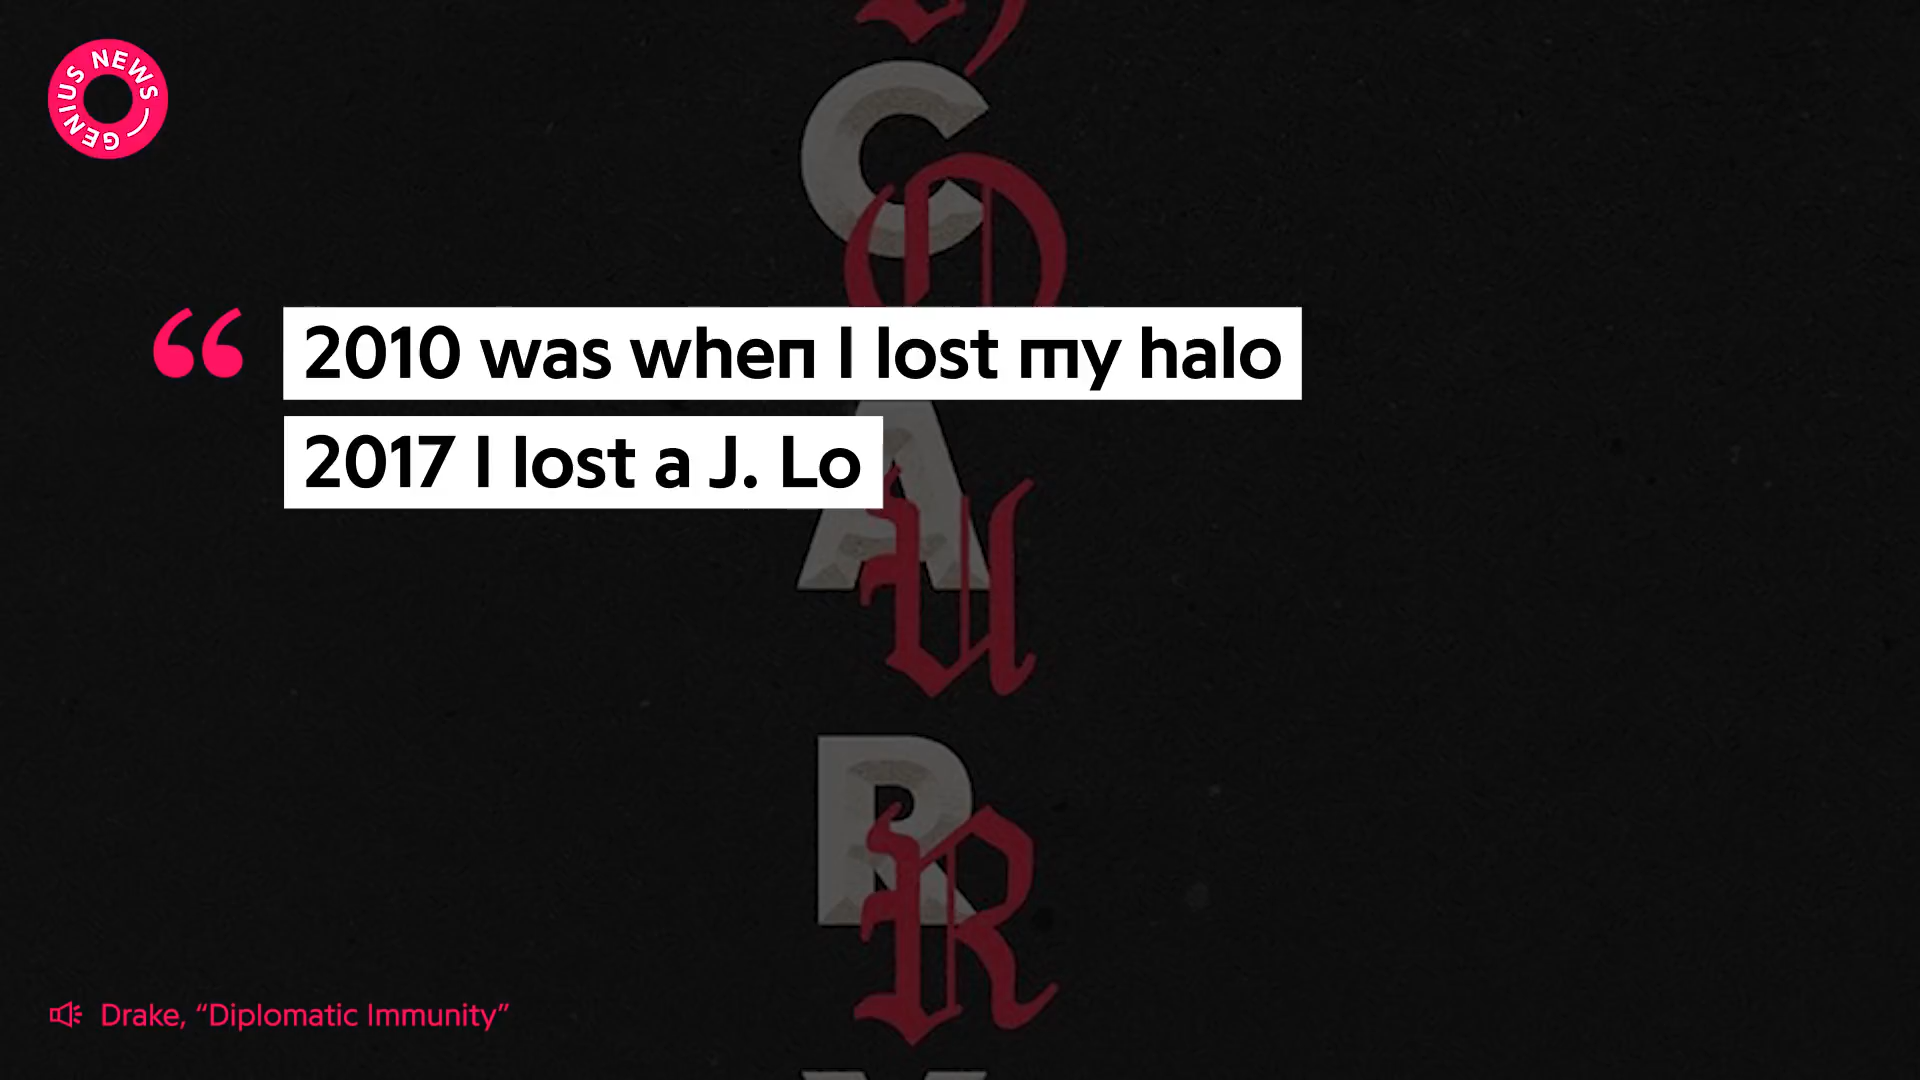 GENIUS NEWS
C
O
“ 2010 was when I lost my halo
2017 I lost a J. Lo
A
U
R
R
Drake, “Diplomatic Immunity”